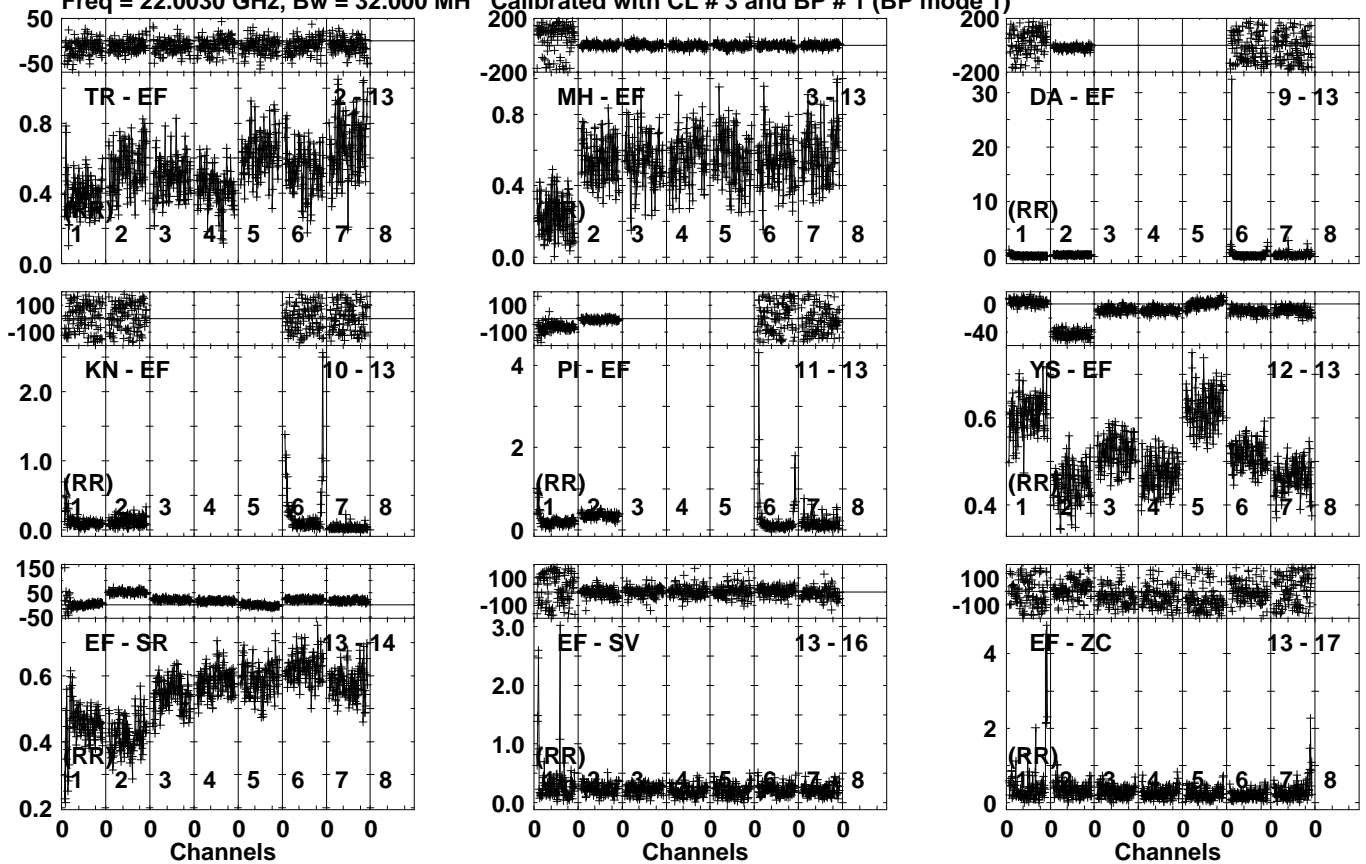 Freq = 22.0030 GHz, Bw = 32.000 MH Calibrated with CL # 3 and BP # 1 (BP mode 1)
50
-50
TR - EF
2 - 13
0.8
0.4
0.0
(RR)
1 2 3 4 5 6 7 8
200
-200
MH - EF
3 - 13
0.8
0.4
0.0
(RR)
1 2 3 4 5 6 7 8
200
-200
DA - EF
9 - 13
30
20
10
0
(RR)
1 2 3 4 5 6 7 8
100
-100
KN - EF
10 - 13
2.0
1.0
0.0
(RR)
1 2 3 4 5 6 7 8
100
-100
PI - EF
11 - 13
4
2
0
(RR)
1 2 3 4 5 6 7 8
0
-40
YS - EF
12 - 13
0.6
0.4
(RR)
1 2 3 4 5 6 7 8
150
50
-50
EF - SR
13 - 14
0.6
0.4
0.2
(RR)
1 2 3 4 5 6 7 8
0 0 0 0 0 0 0 0
Channels
100
-100
EF - SV
13 - 16
3.0
2.0
1.0
0.0
(RR)
1 2 3 4 5 6 7 8
0 0 0 0 0 0 0 0
Channels
100
-100
EF - ZC
13 - 17
4
2
0
(RR)
1 2 3 4 5 6 7 8
0 0 0 0 0 0 0 0
Channels